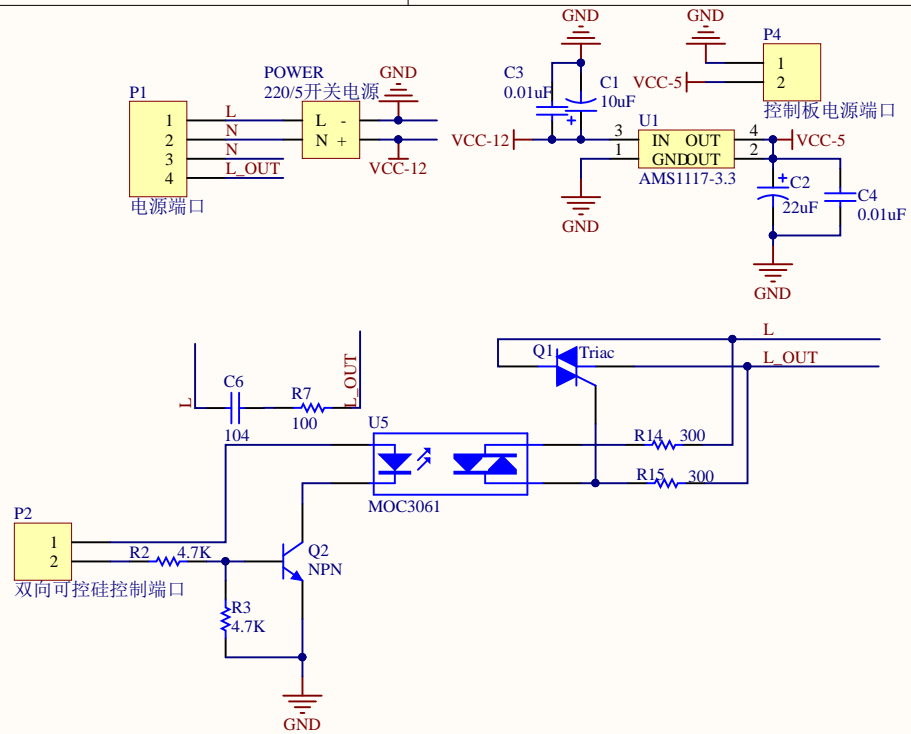 GND
GND
P4
1
2
VCC-5
控制板电源端口
POWER
220/5开关电源
GND
C3
0.01uF
C1
10uF
P1
1
2
3
4
L
N
N
L_OUT
电源端口
L -
N +
VCC-12
VCC-12
+
U1
3
1
IN OUT
GNDOUT
4
2
AMS1117-3.3
VCC-5
GND
+
C2
22uF
C4
0.01uF
GND
L
L_OUT
Q1
Triac
L
C6
104
R7
100
L_OUT
U5
MOC3061
R14 300
R15 300
P2
1
2
双向可控硅控制端口
R2 4.7K
R3
4.7K
Q2
NPN
GND